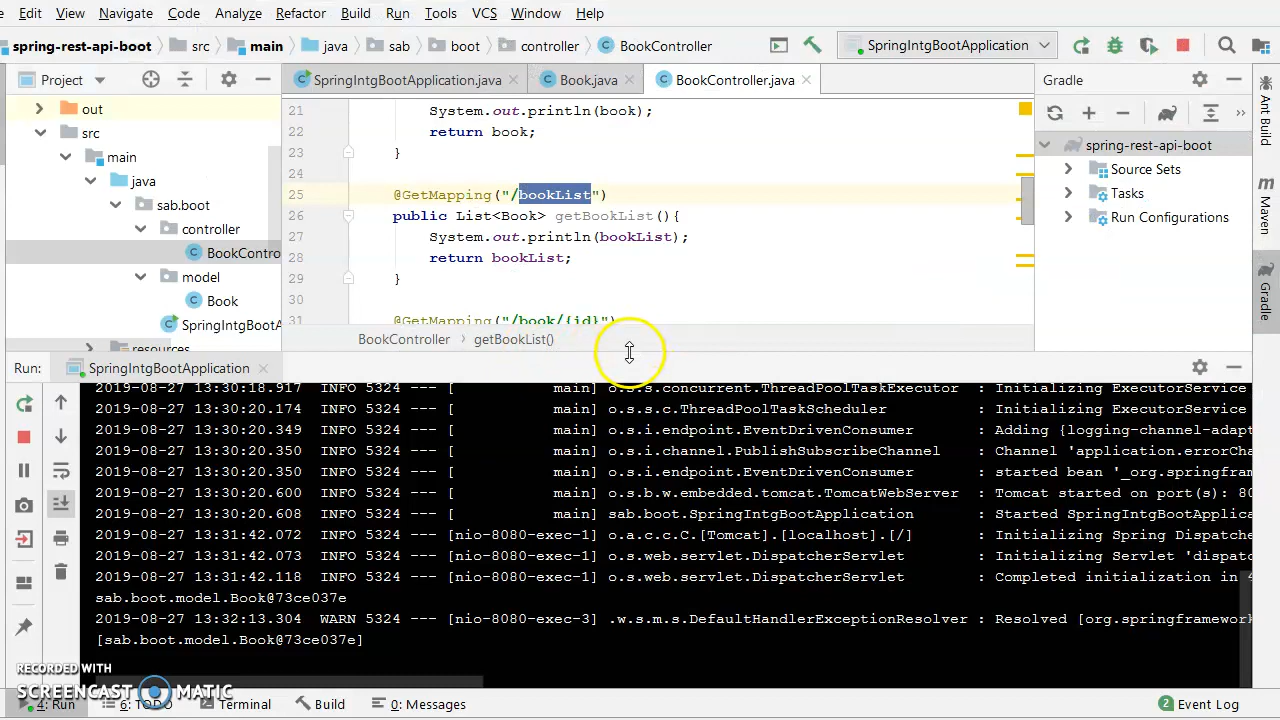 Edit View Navigate Code Analyze Refactor Build Run Tools VCS Window Help
spring-rest-api-boot src main java sab boot controller BookController SpringIntgBootApplication
Project SpringIntgBootApplication.java Book.java BookController.java Gradle
out
src
main
java
sab.boot
controller
BookContro
model
Book
SpringIntgBootA
resources
21 System.out.println(book);
22 return book;
23 }
24
25 @GetMapping("/bookList")
26 public List<Book> getBookList(){
27 System.out.println(bookList);
28 return bookList;
29 }
30
31 @GetMapping("/book/{id}")
BookController getBookList()
spring-rest-api-boot
Source Sets
Tasks
Run Configurations
Ant Build
Maven
Gradle
Run: SpringIntgBootApplication
2019-08-27 13:30:18.917 INFO 5324 --- [ main] o.s.s.concurrent.ThreadPoolTaskExecutor : Initializing ExecutorService
2019-08-27 13:30:20.174 INFO 5324 --- [ main] o.s.s.c.ThreadPoolTaskScheduler : Initializing ExecutorService
2019-08-27 13:30:20.349 INFO 5324 --- [ main] o.s.i.endpoint.EventDrivenConsumer : Adding {logging-channel-adapt
2019-08-27 13:30:20.350 INFO 5324 --- [ main] o.s.i.channel.PublishSubscribeChannel : Channel 'application.errorCha
2019-08-27 13:30:20.350 INFO 5324 --- [ main] o.s.i.endpoint.EventDrivenConsumer : started bean '_org.springfram
2019-08-27 13:30:20.600 INFO 5324 --- [ main] o.s.b.w.embedded.tomcat.TomcatWebServer : Tomcat started on port(s): 80
2019-08-27 13:30:20.608 INFO 5324 --- [ main] sab.boot.SpringIntgBootApplication : Started SpringIntgBootApplica
2019-08-27 13:31:42.072 INFO 5324 --- [nio-8080-exec-1] o.a.c.c.C.[Tomcat].[localhost].[/] : Initializing Spring Dispatche
2019-08-27 13:31:42.073 INFO 5324 --- [nio-8080-exec-1] o.s.web.servlet.DispatcherServlet : Initializing Servlet 'dispatc
2019-08-27 13:31:42.118 INFO 5324 --- [nio-8080-exec-1] o.s.web.servlet.DispatcherServlet : Completed initialization in 4
sab.boot.model.Book@73ce037e
2019-08-27 13:32:13.304 WARN 5324 --- [nio-8080-exec-3] .w.s.m.s.DefaultHandlerExceptionResolver : Resolved [org.springframework
[sab.boot.model.Book@73ce037e]
RECORDED WITH
SCREENCAST MATIC
4: Run 6: TODO Terminal Build 0: Messages 2 Event Log